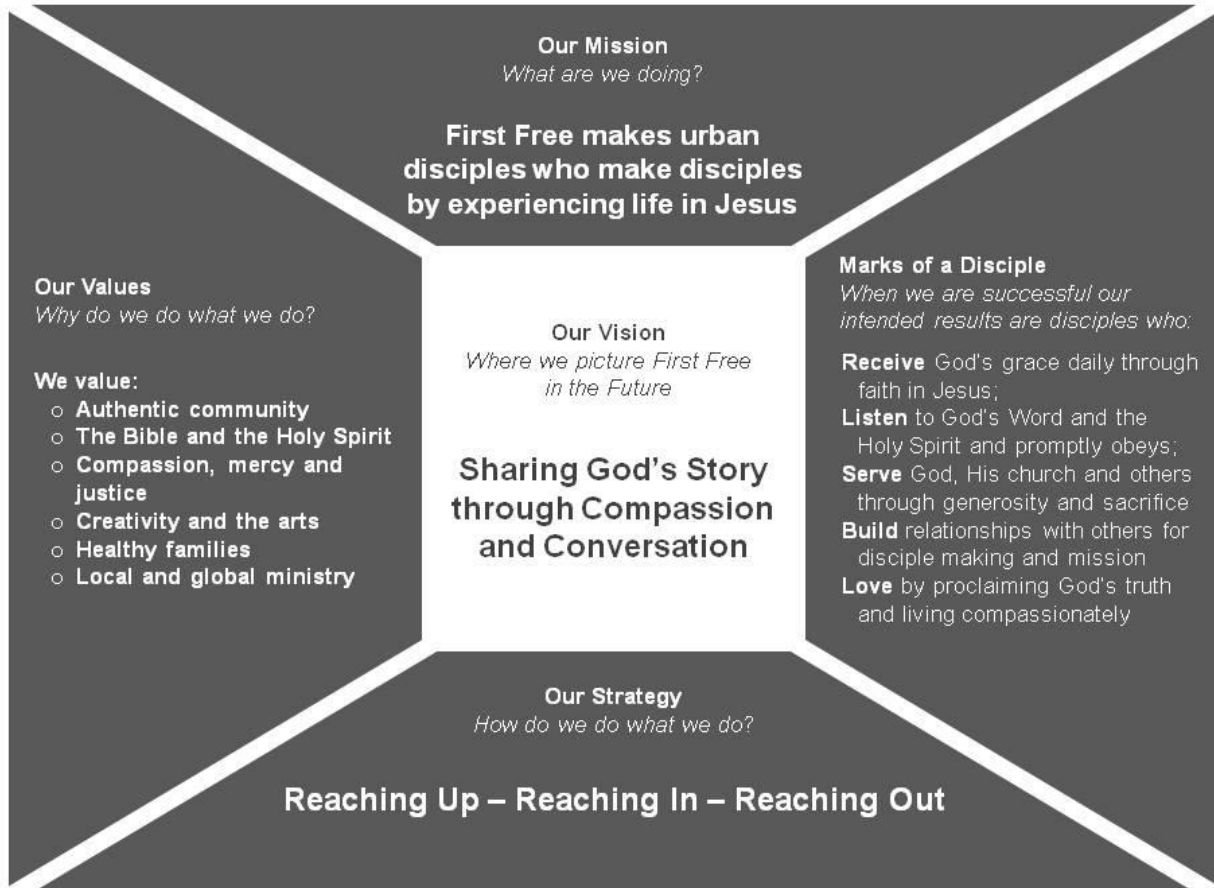 Our Mission
What are we doing?
First Free makes urban
disciples who make disciples
by experiencing life in Jesus
Our Values
Why do we do what we do?
We value:
o Authentic community
o The Bible and the Holy Spirit
o Compassion, mercy and
justice
o Creativity and the arts
o Healthy families
o Local and global ministry
Our Vision
Where we picture First Free
in the Future
Sharing God's Story
through Compassion
and Conversation
Marks of a Disciple
When we are successful our
intended results are disciples who:
Receive God's grace daily through
faith in Jesus;
Listen to God's Word and the
Holy Spirit and promptly obeys;
Serve God, His church and others
through generosity and sacrifice
Build relationships with others for
disciple making and mission
Love by proclaiming God's truth
and living compassionately
Our Strategy
How do we do what we do?
Reaching Up – Reaching In – Reaching Out